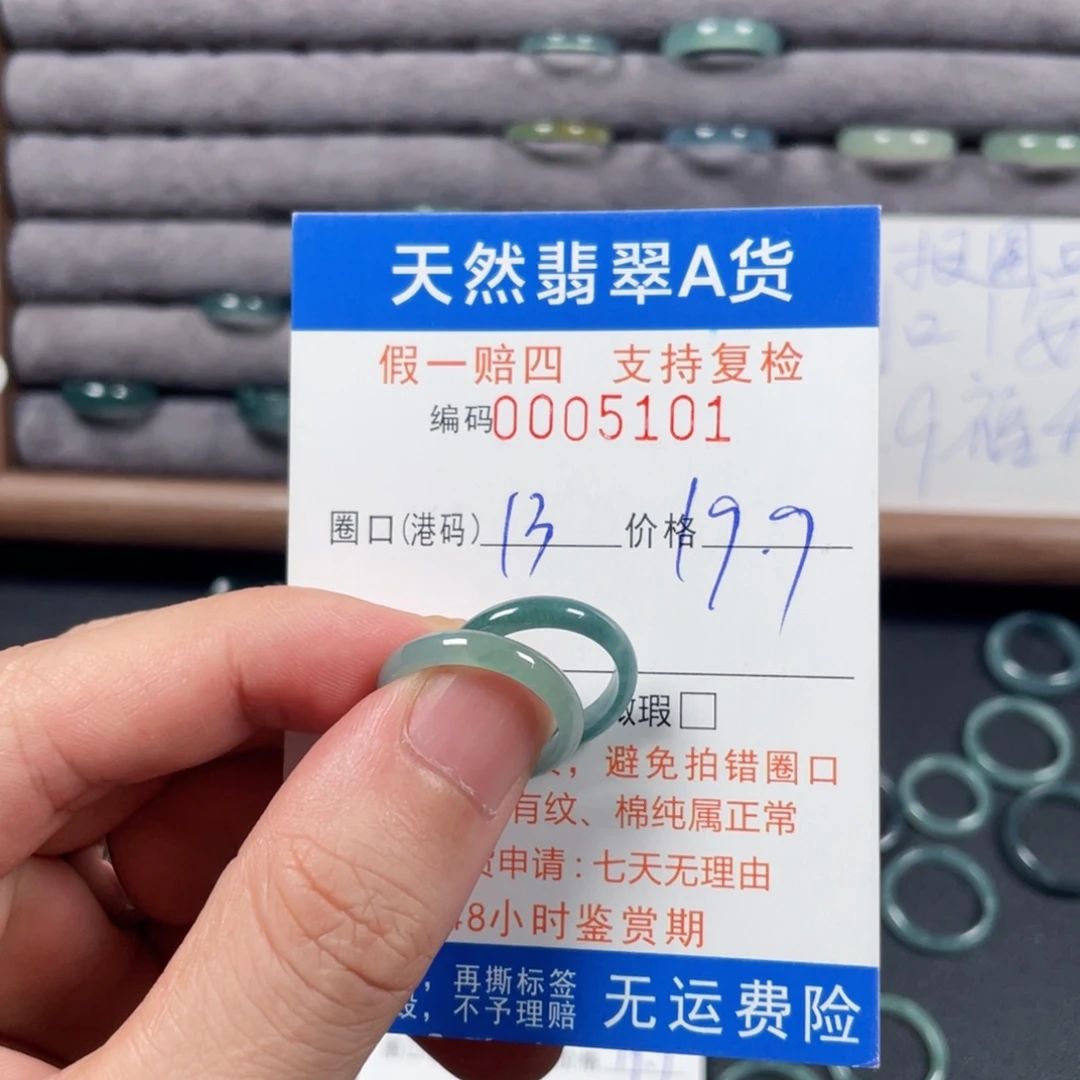 天然翡翠A货
假一赔四 支持复检
编码0005101
圈口(港码) 13 价格 19.9
微瑕□
，避免拍错圈口
有纹、棉纯属正常
货申请：七天无理由
48小时鉴赏期
，再撕标签
，不予理赔
无运费险